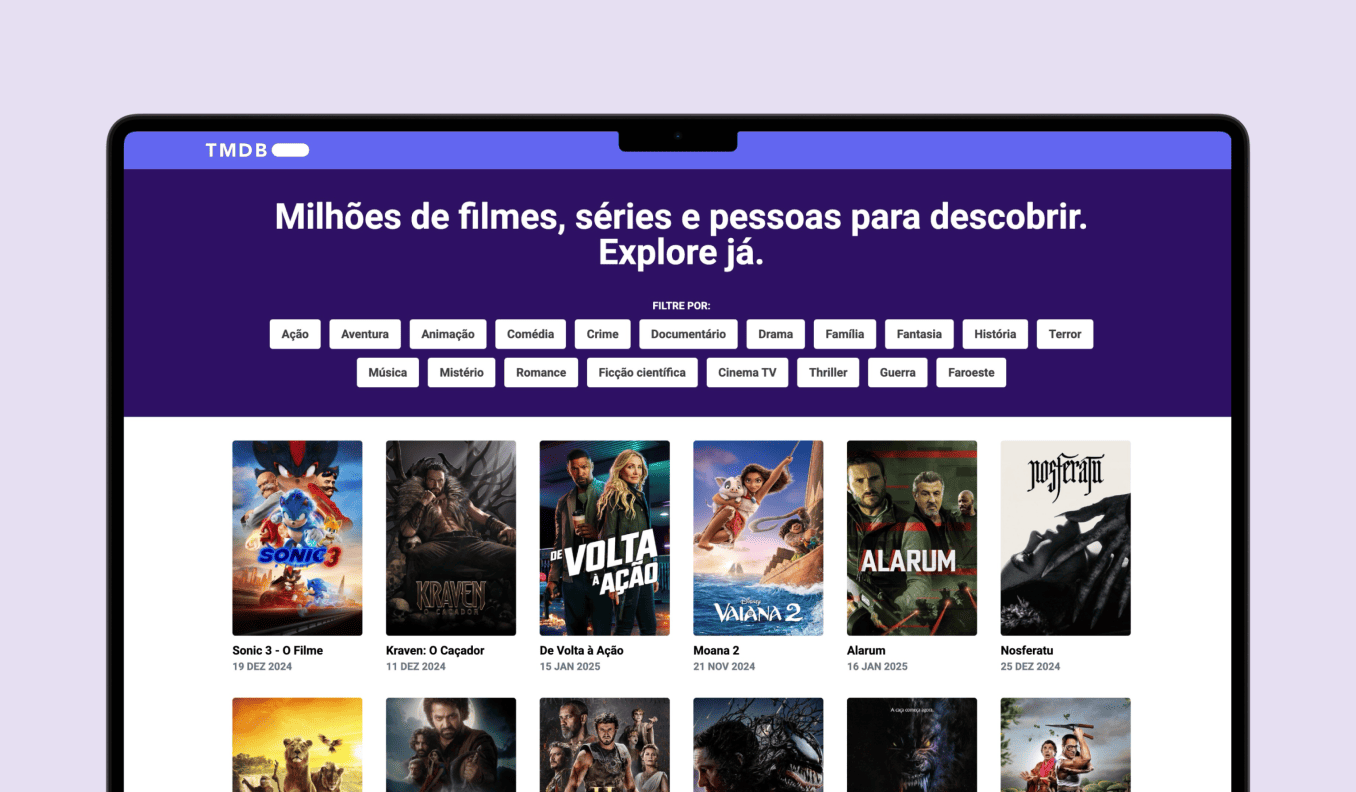 TMDB
Milhões de filmes, séries e pessoas para descobrir.
Explore já.
FILTRE POR:
Ação Aventura Animação Comédia Crime Documentário Drama Família Fantasia História Terror
Música Mistério Romance Ficção científica Cinema TV Thriller Guerra Faroeste
SONIC 3
KRAVEN
O CAÇADOR
DE VOLTA
À AÇÃO
Disney
VAIANA 2
ALARUM
nosferatu
Sonic 3 - O Filme Kraven: O Caçador De Volta à Ação Moana 2 Alarum Nosferatu
19 DEZ 2024 11 DEZ 2024 15 JAN 2025 21 NOV 2024 16 JAN 2025 25 DEZ 2024
A caça começa agora.